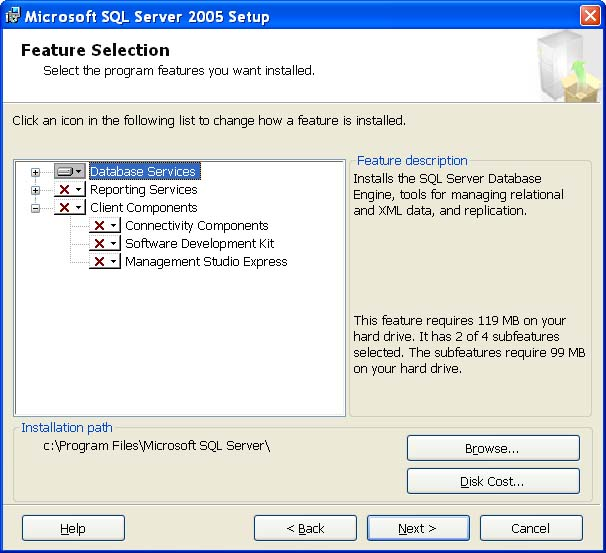 Microsoft SQL Server 2005 Setup
Feature Selection
Select the program features you want installed.
Click an icon in the following list to change how a feature is installed.
Database Services
Reporting Services
Client Components
Connectivity Components
Software Development Kit
Management Studio Express
Feature description
Installs the SQL Server Database
Engine, tools for managing relational
and XML data, and replication.
This feature requires 119 MB on your
hard drive. It has 2 of 4 subfeatures
selected. The subfeatures require 99 MB
on your hard drive.
Installation path
c:\Program Files\Microsoft SQL Server\
Browse...
Disk Cost...
Help
< Back
Next >
Cancel